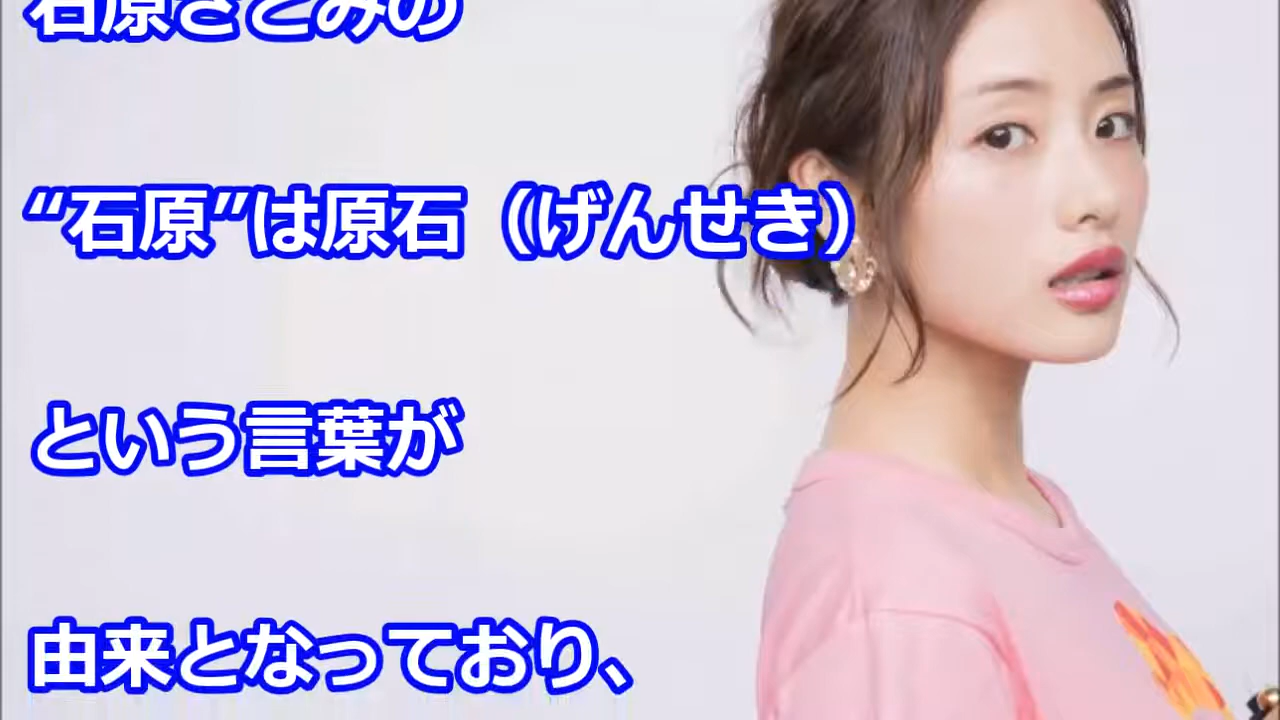 石原さとみの
“石原”は原石（げんせき）
という言葉が
由来となっており、